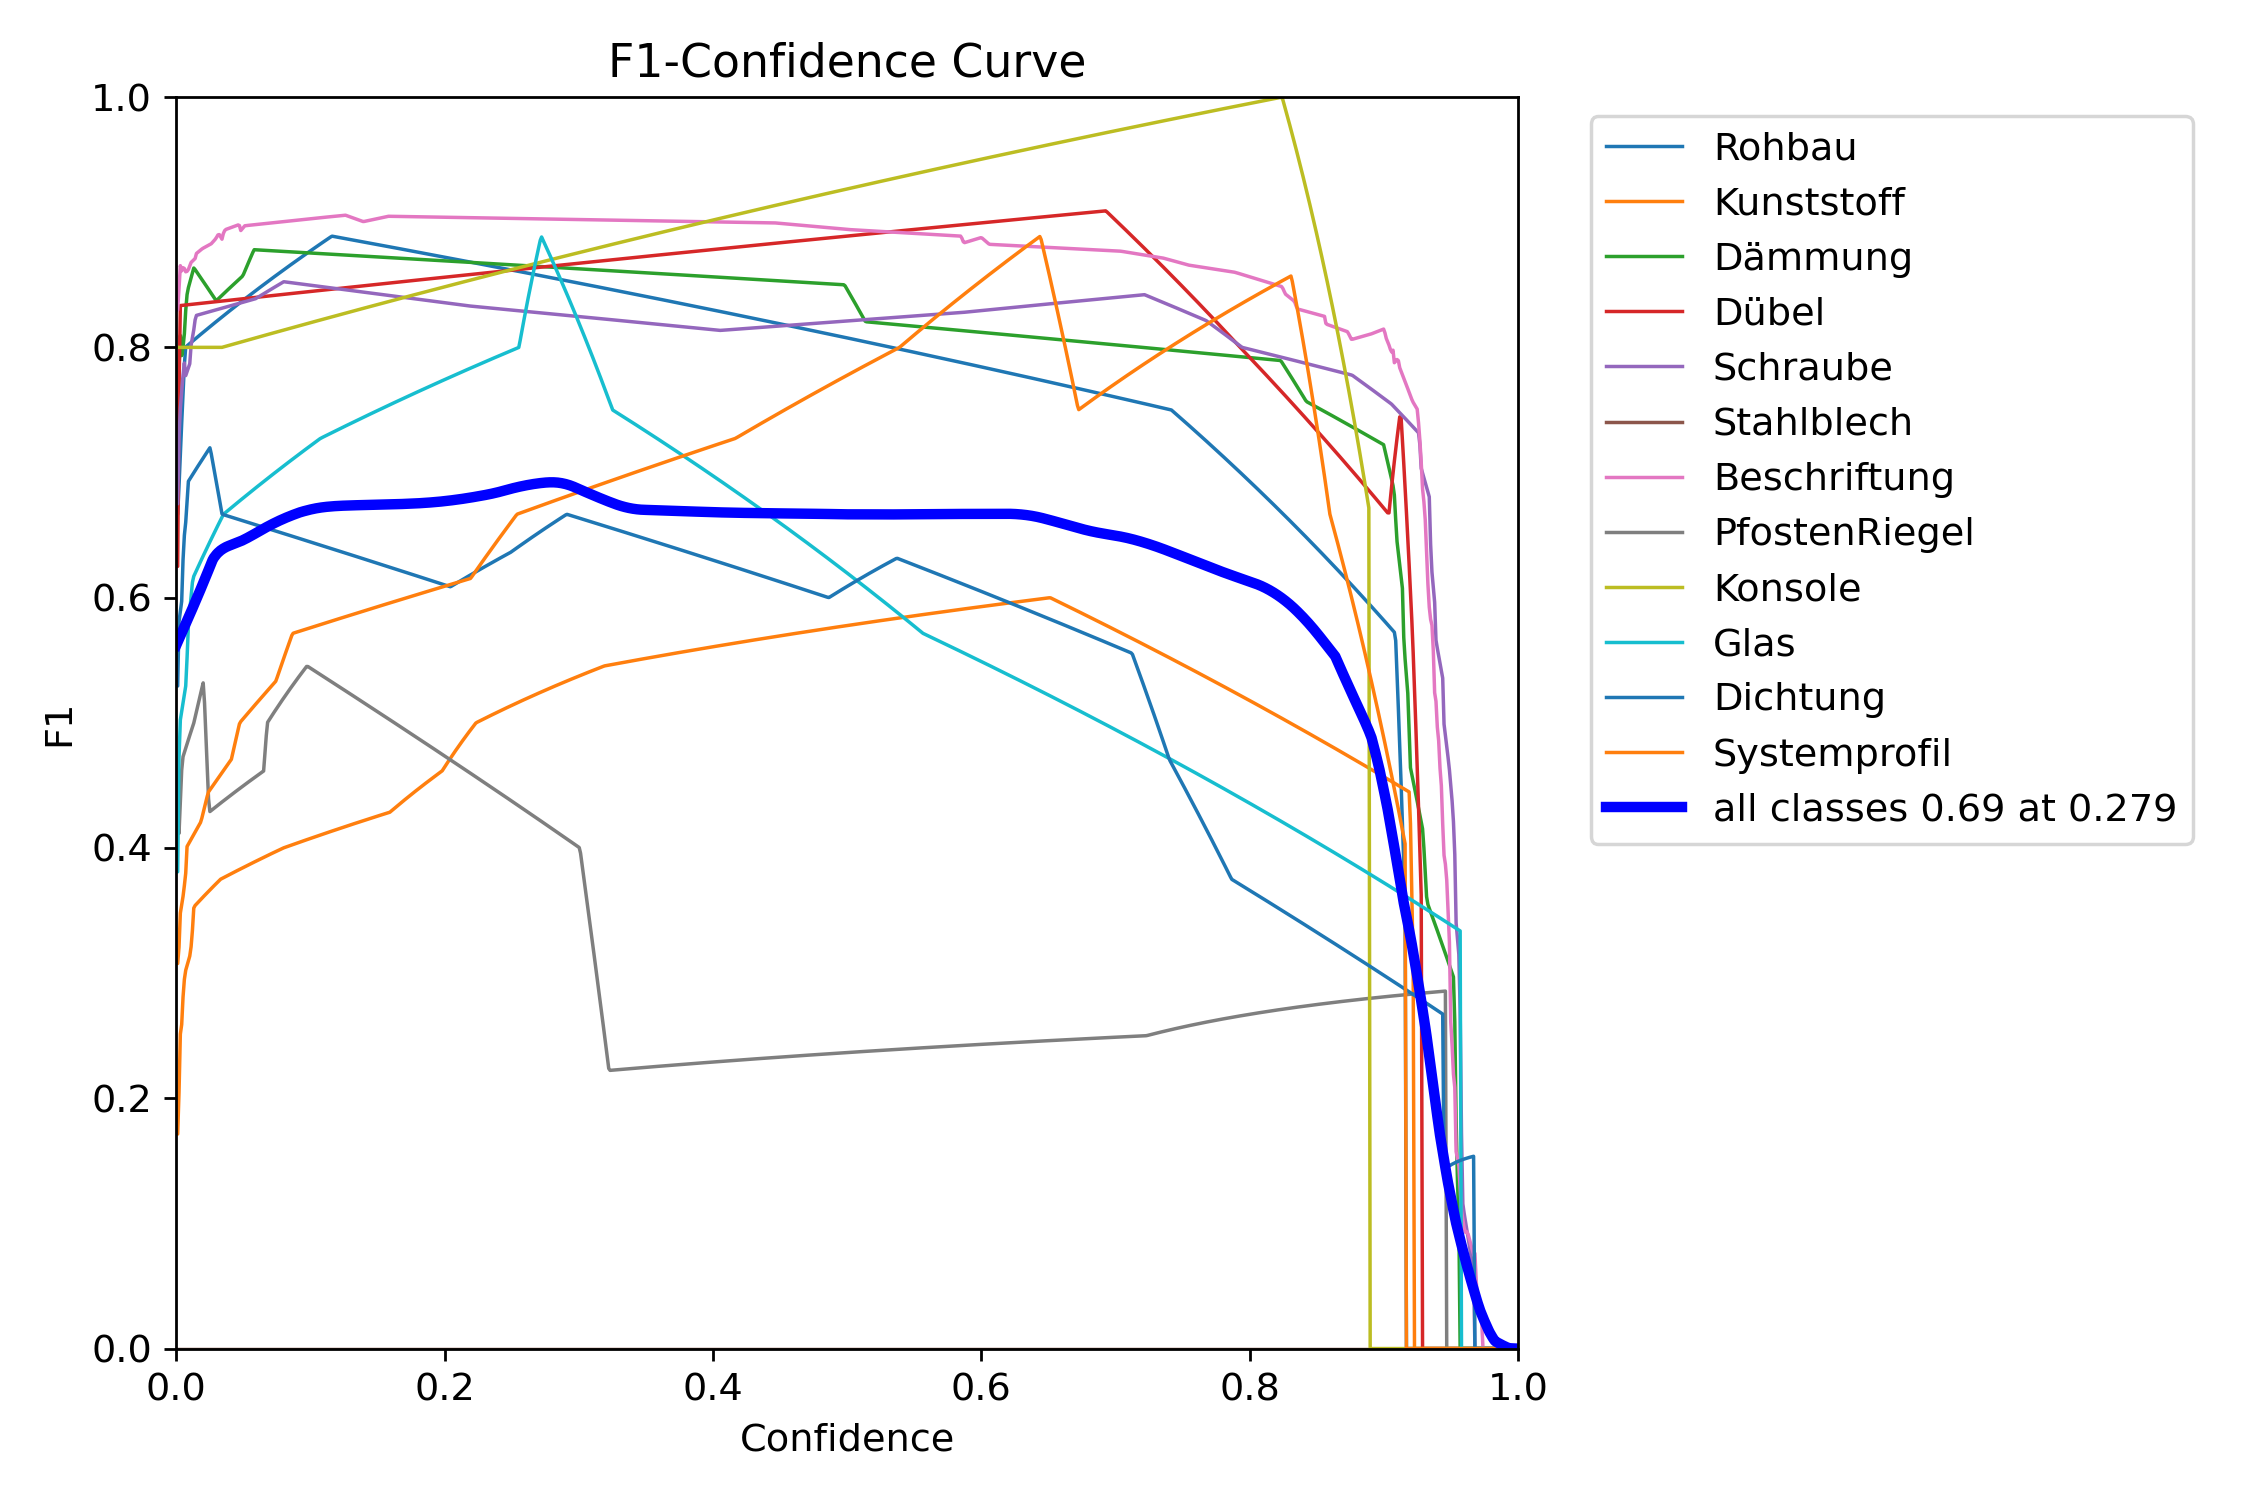 F1-Confidence Curve
1.0
0.8
0.6
0.4
0.2
0.0
F1
0.0 0.2 0.4 0.6 0.8 1.0
Confidence
Rohbau
Kunststoff
Dämmung
Dübel
Schraube
Stahlblech
Beschriftung
PfostenRiegel
Konsole
Glas
Dichtung
Systemprofil
all classes 0.69 at 0.279